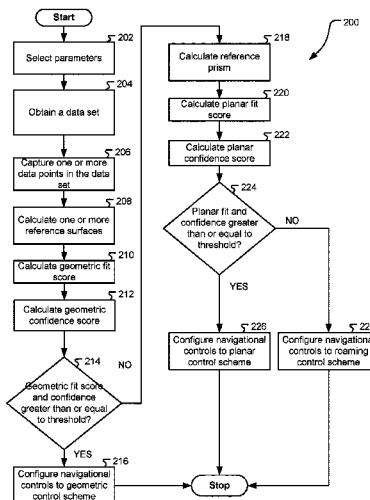 Start
202
Select parameters
204
Obtain a data set
206
Capture one or more
data points in the data
set
208
Calculate one or more
reference surfaces
210
Calculate geometric fit
score
212
Calculate geometric
confidence score
214
Geometric fit score
and confidence
greater than or equal
to threshold?
NO
YES
216
Configure navigational
controls to geometric
control scheme
218
Calculate reference
prism
220
Calculate planar fit
score
222
Calculate planar
confidence score
224
Planar fit and
confidence greater
than or equal to
threshold?
NO
YES
226
Configure navigational
controls to planar
control scheme
Configure navigational
controls to roaming
control scheme
Stop
200